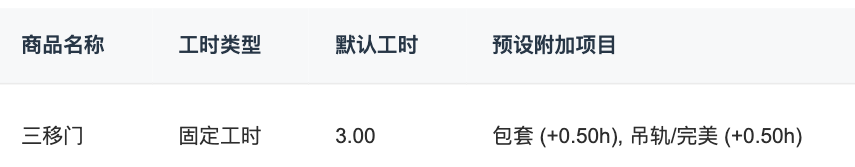 商品名称 工时类型 默认工时 预设附加项目
三移门 固定工时 3.00 包套 (+0.50h), 吊轨/完美 (+0.50h)